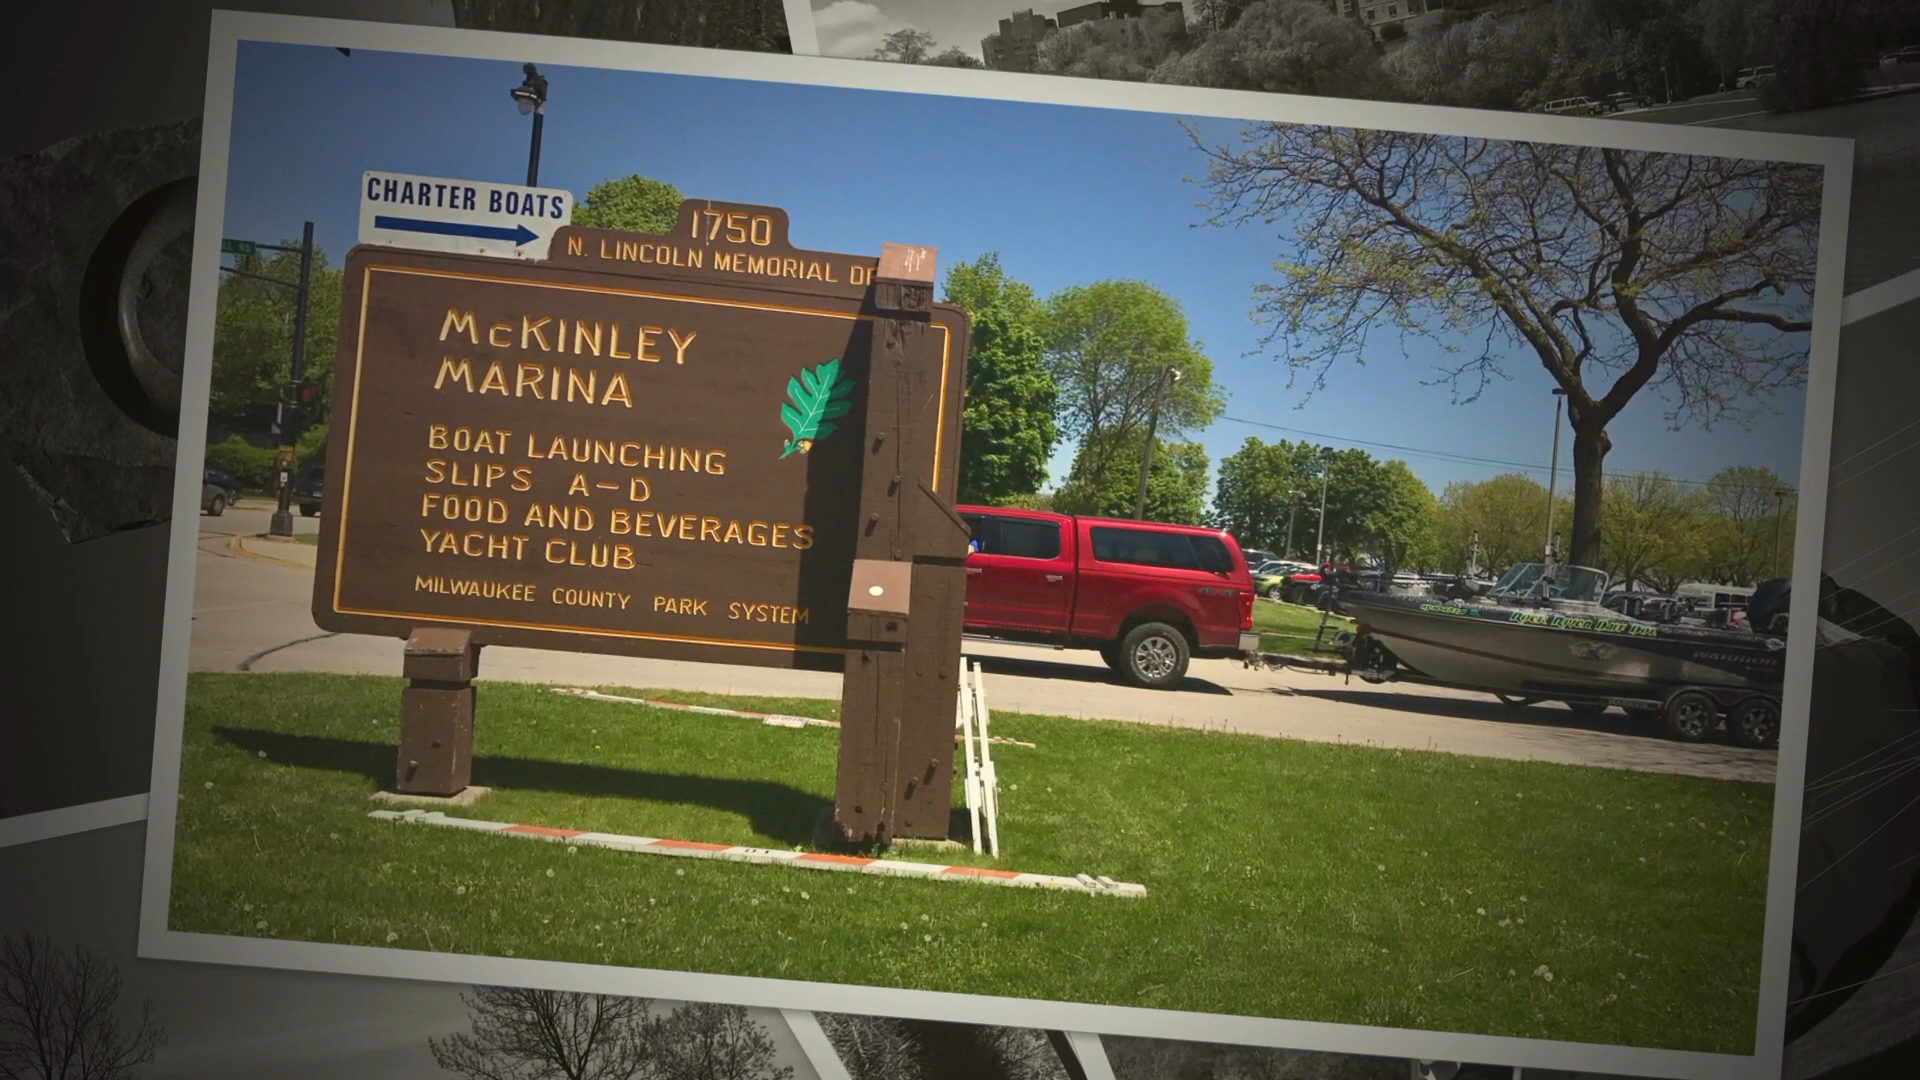 CHARTER BOATS
1750
N. LINCOLN MEMORIAL
McKINLEY
MARINA
BOAT LAUNCHING
SLIPS A-D
FOOD AND BEVERAGES
YACHT CLUB
MILWAUKEE COUNTY PARK SYSTEM
4X4
WARRIOR